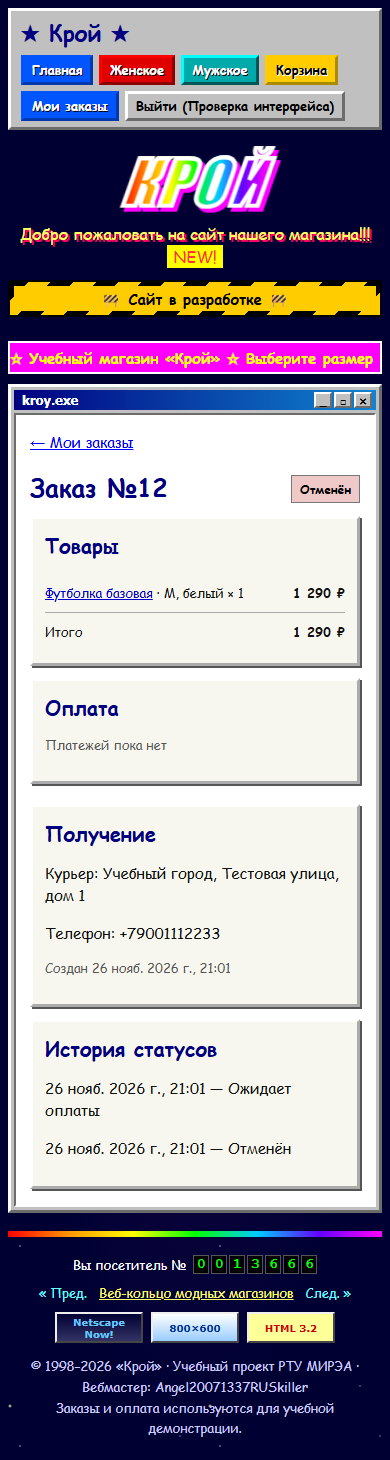 ★ Крой ★
Главная Женское Мужское Корзина
Мои заказы Выйти (Проверка интерфейса)
КРОЙ
Добро пожаловать на сайт нашего магазина!!!
NEW!
🚧 Сайт в разработке 🚧
☆ Учебный магазин «Крой» ☆ Выберите размер
kroy.exe
← Мои заказы
Заказ №12 Отменён
Товары
Футболка базовая · M, белый × 1 1 290 ₽
Итого 1 290 ₽
Оплата
Платежей пока нет
Получение
Курьер: Учебный город, Тестовая улица,
дом 1
Телефон: +79001112233
Создан 26 нояб. 2026 г., 21:01
История статусов
26 нояб. 2026 г., 21:01 — Ожидает
оплаты
26 нояб. 2026 г., 21:01 — Отменён
Вы посетитель № 0013666
« Пред. Веб-кольцо модных магазинов След. »
Netscape
Now!
800×600
HTML 3.2
© 1998–2026 «Крой» · Учебный проект РТУ МИРЭА ·
Вебмастер: Angel20071337RUSkiller
Заказы и оплата используются для учебной
демонстрации.